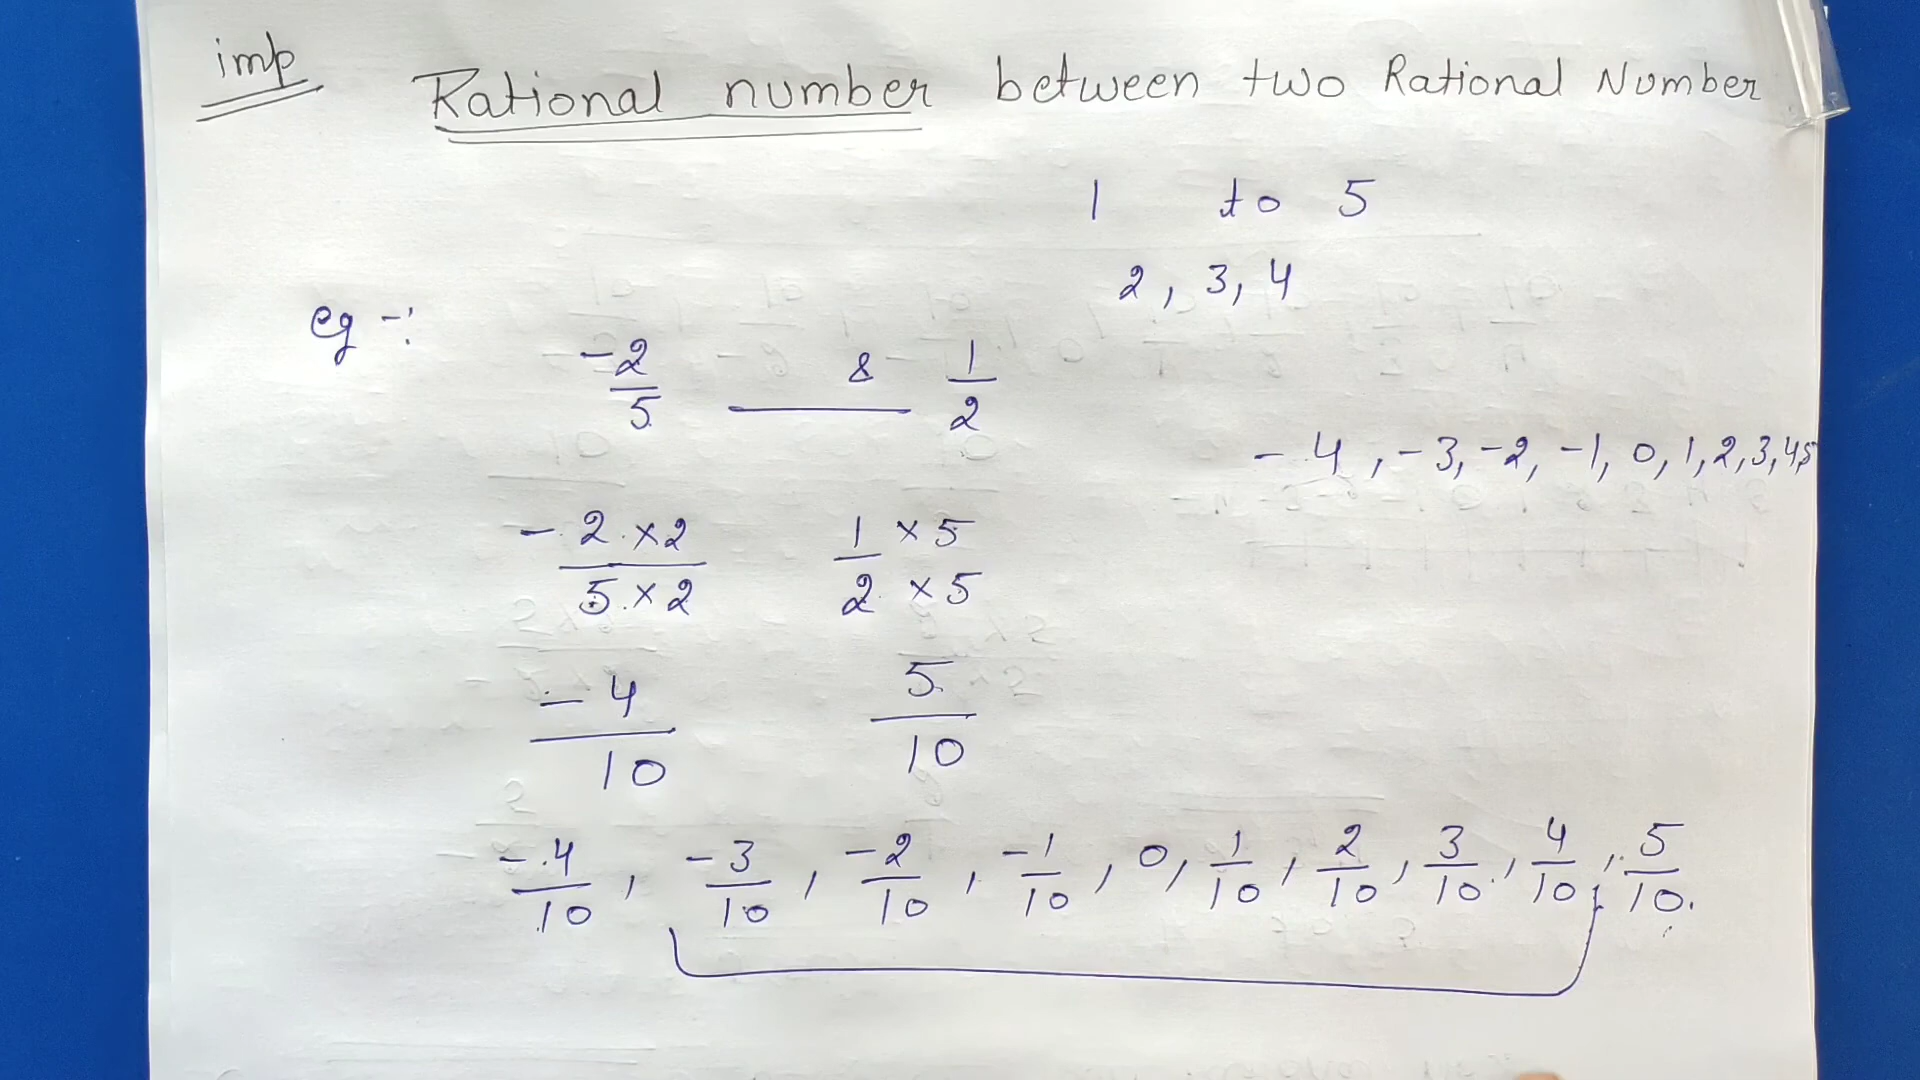 imp
Rational number between two Rational Number
1 to 5
2, 3, 4
eg -:
-2/5 & 1/2
-4, -3, -2, -1, 0, 1, 2, 3, 4, 5
-2×2/5×2 1×5/2×5
-4/10 5/10
-4/10, -3/10, -2/10, -1/10, 0, 1/10, 2/10, 3/10, 4/10, 5/10.